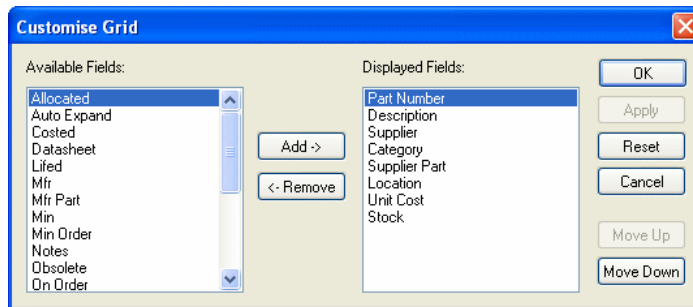 Customise Grid
Available Fields:
Allocated
Auto Expand
Costed
Datasheet
Lifed
Mfr
Mfr Part
Min
Min Order
Notes
Obsolete
On Order
Add ->
<- Remove
Displayed Fields:
Part Number
Description
Supplier
Category
Supplier Part
Location
Unit Cost
Stock
OK
Apply
Reset
Cancel
Move Up
Move Down